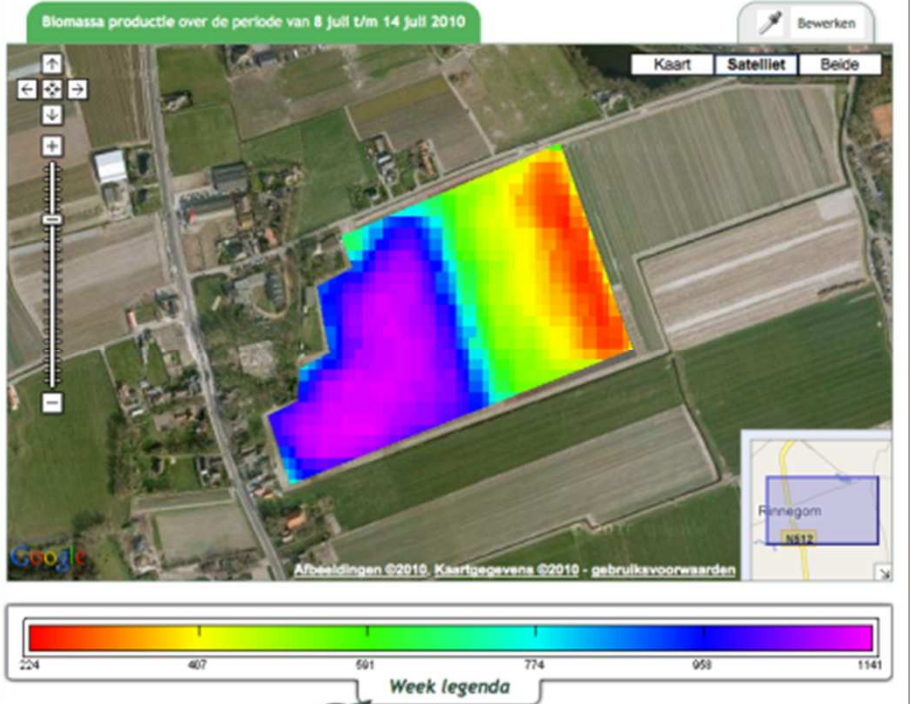 Biomassa productie over de periode van 8 juli t/m 14 juli 2010
Bewerken
Kaart Satelliet Beide
Rinnegom
N512
Google
Afbeeldingen ©2010, Kaartgegevens ©2010 - gebruiksvoorwaarden
224 407 591 774 958 1141
Week legenda